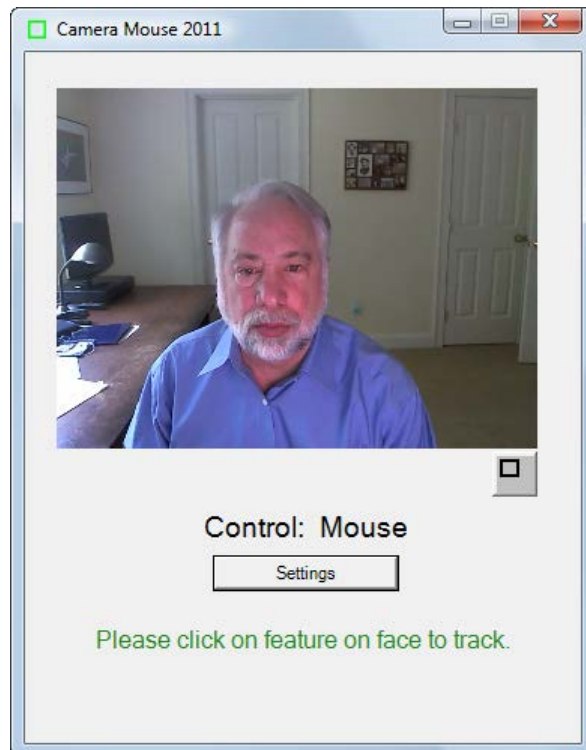 Camera Mouse 2011
Control: Mouse
Settings
Please click on feature on face to track.